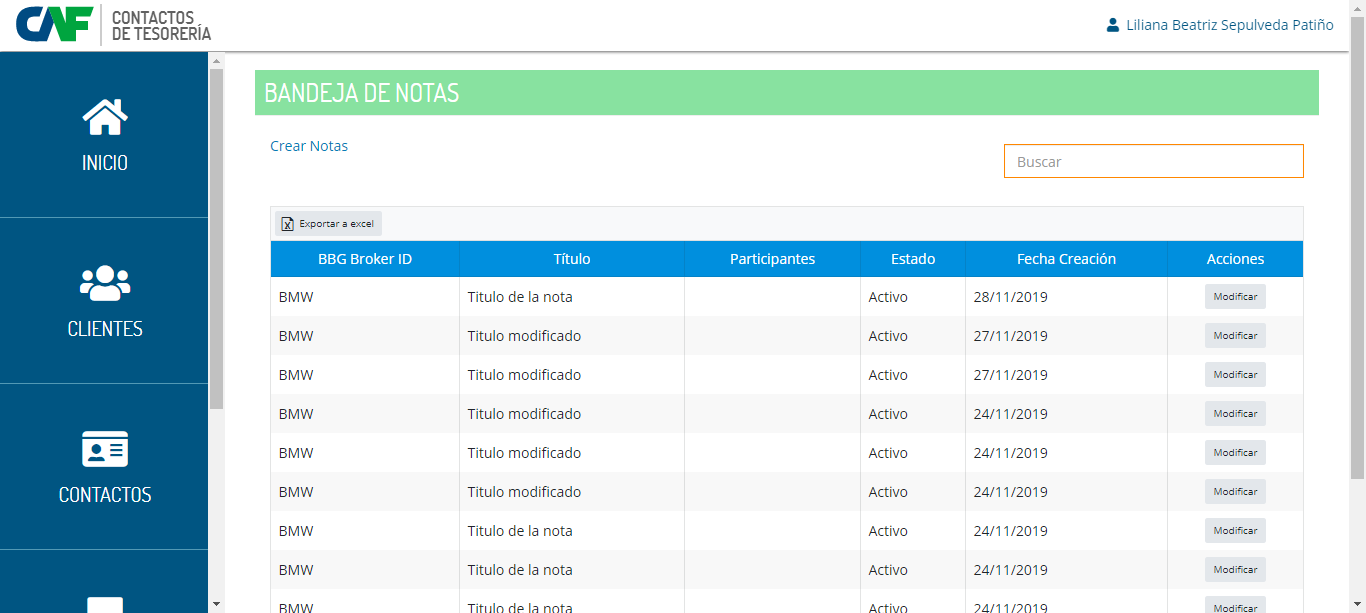 CAF CONTACTOS
DE TESORERÍA
Liliana Beatriz Sepulveda Patiño
INICIO
CLIENTES
CONTACTOS
BANDEJA DE NOTAS
Crear Notas
Buscar
Exportar a excel
BBG Broker ID Título Participantes Estado Fecha Creación Acciones
BMW Titulo de la nota Activo 28/11/2019 Modificar
BMW Titulo modificado Activo 27/11/2019 Modificar
BMW Titulo modificado Activo 27/11/2019 Modificar
BMW Titulo modificado Activo 24/11/2019 Modificar
BMW Titulo modificado Activo 24/11/2019 Modificar
BMW Titulo modificado Activo 24/11/2019 Modificar
BMW Titulo de la nota Activo 24/11/2019 Modificar
BMW Titulo de la nota Activo 24/11/2019 Modificar
BMW Titulo de la nota Activo 24/11/2019 Modificar